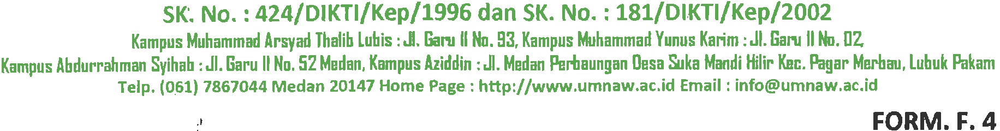 SK. No. : 424/DIKTI/Kep/1996 dan SK. No. : 181/DIKTI/Kep/2002
Kampus Muhammad Arsyad Thalib Lubis : Jl. Garu II No. 93, Kampus Muhammad Yunus Karim : Jl. Garu II No. 02,
Kampus Abdurrahman Syihab : Jl. Garu II No. 52 Medan, Kampus Aziddin : Jl. Medan Perbaungan Desa Suka Mandi Hilir Kec. Pagar Merbau, Lubuk Pakam
Telp. (061) 7867044 Medan 20147 Home Page : http://www.umnaw.ac.id Email : info@umnaw.ac.id
FORM. F. 4